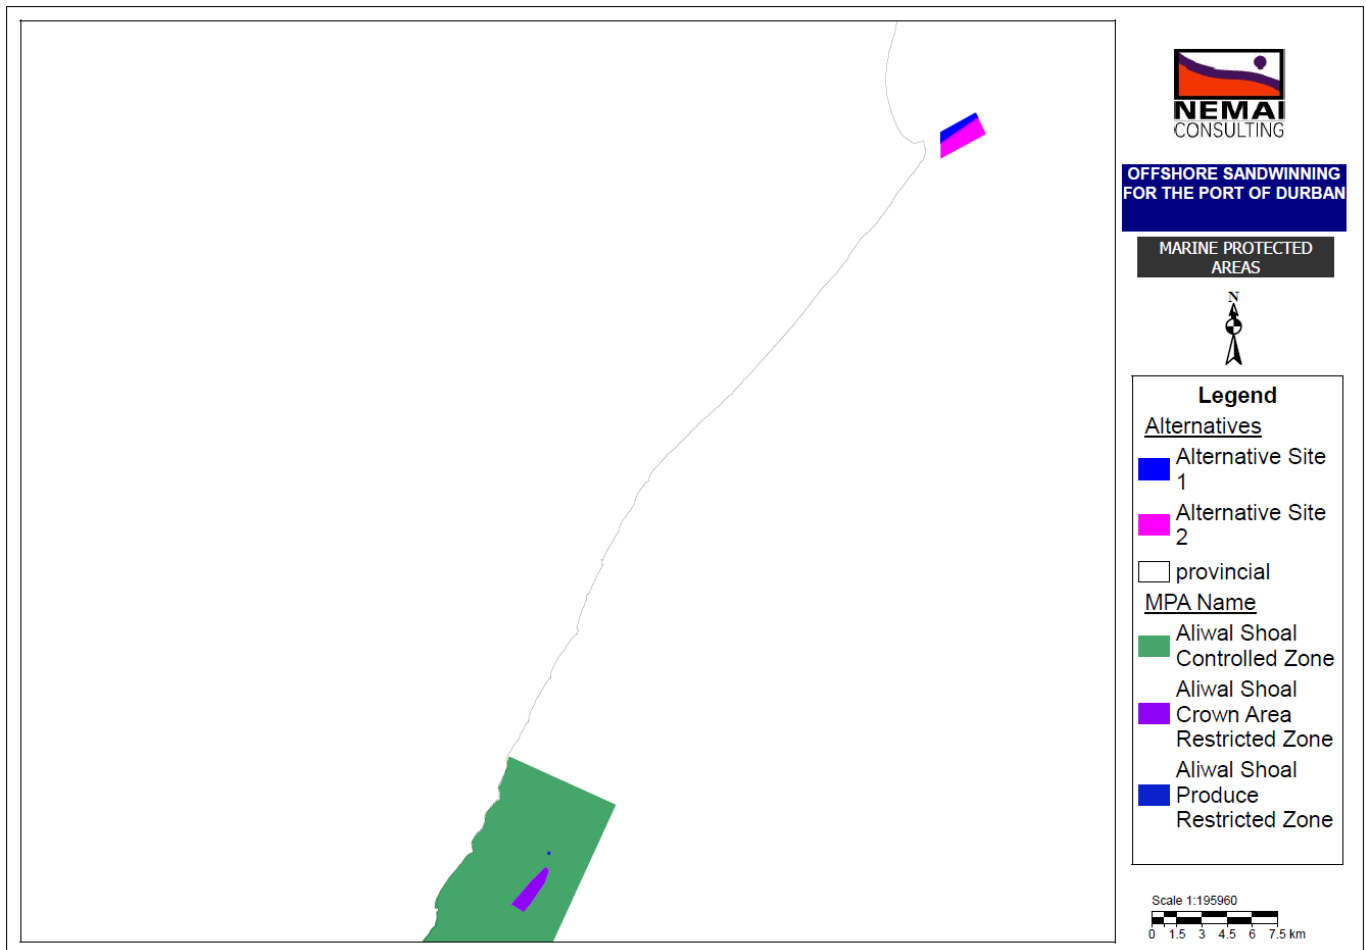 NEMAI
CONSULTING
OFFSHORE SANDWINNING
FOR THE PORT OF DURBAN
MARINE PROTECTED
AREAS
N
Legend
Alternatives
Alternative Site
1
Alternative Site
2
provincial
MPA Name
Aliwal Shoal
Controlled Zone
Aliwal Shoal
Crown Area
Restricted Zone
Aliwal Shoal
Produce
Restricted Zone
Scale 1:195960
0 1.5 3 4.5 6 7.5 km